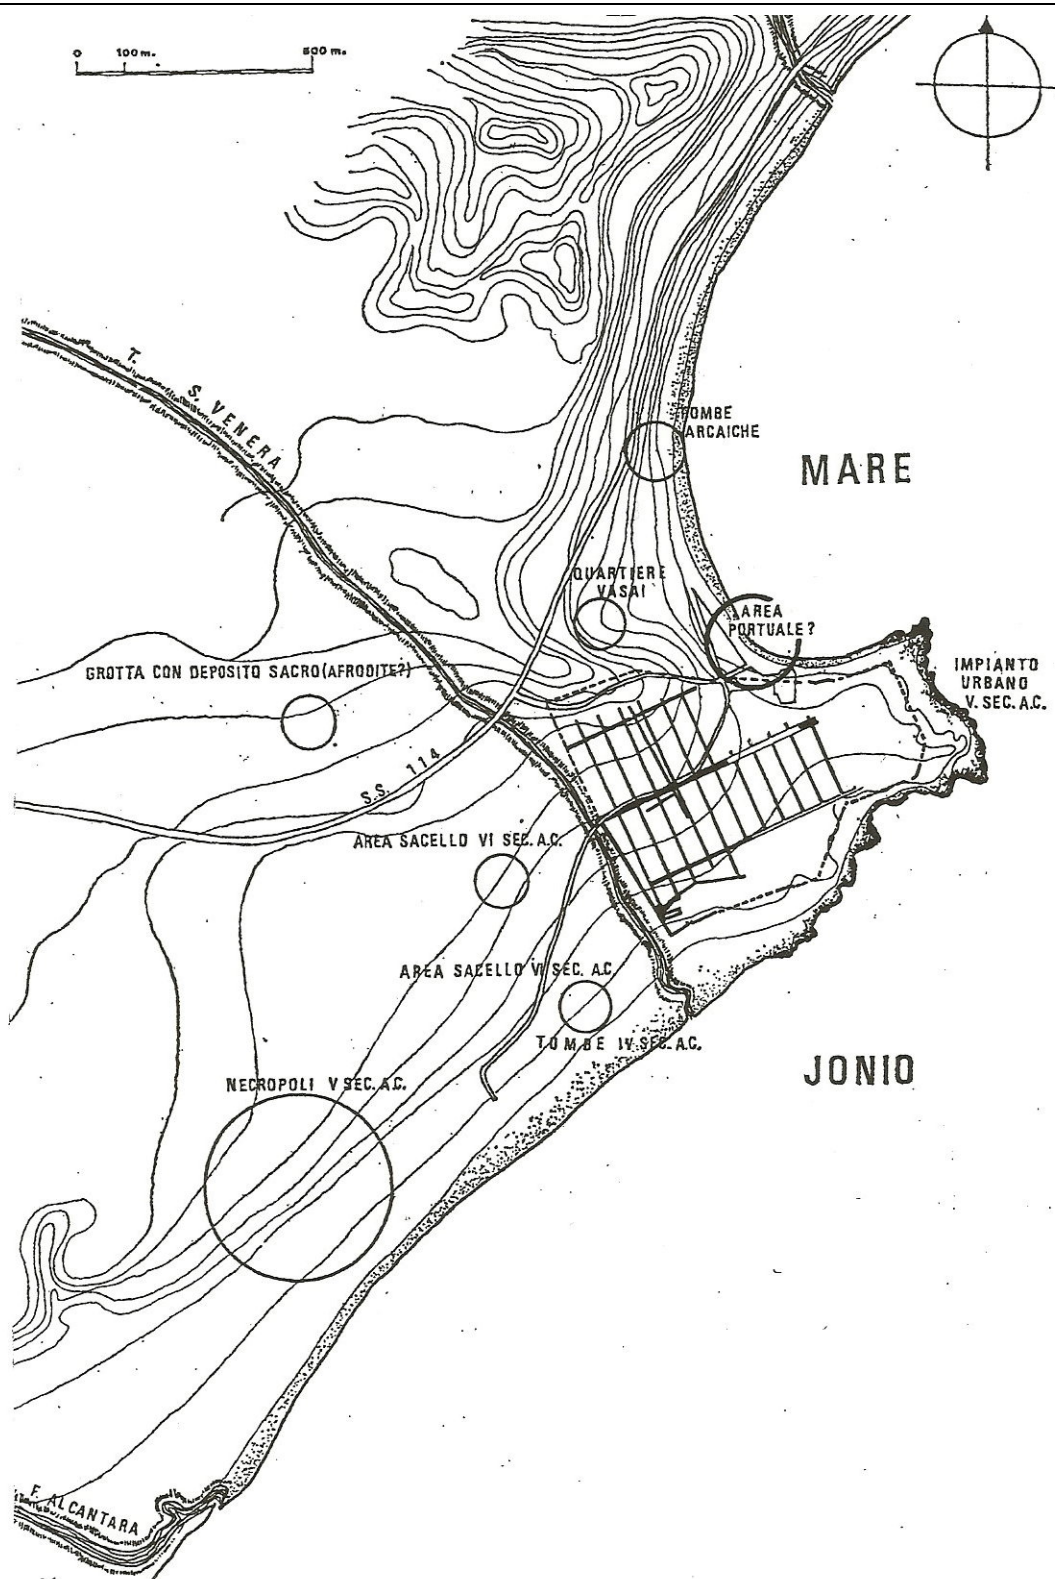 0 100 m. 500 m.
T. S. VENERA
TOMBE
ARCAICHE
MARE
QUARTIERE
VASAI
AREA
PORTUALE?
GROTTA CON DEPOSITO SACRO (AFRODITE?)
IMPIANTO
URBANO
V. SEC. A.C.
S.S. 114
AREA SACELLO VI SEC. A.C.
AREA SACELLO VI SEC. A.C.
TOMBE IV SEC. A.C.
JONIO
NECROPOLI V SEC. A.C.
F. ALCANTARA